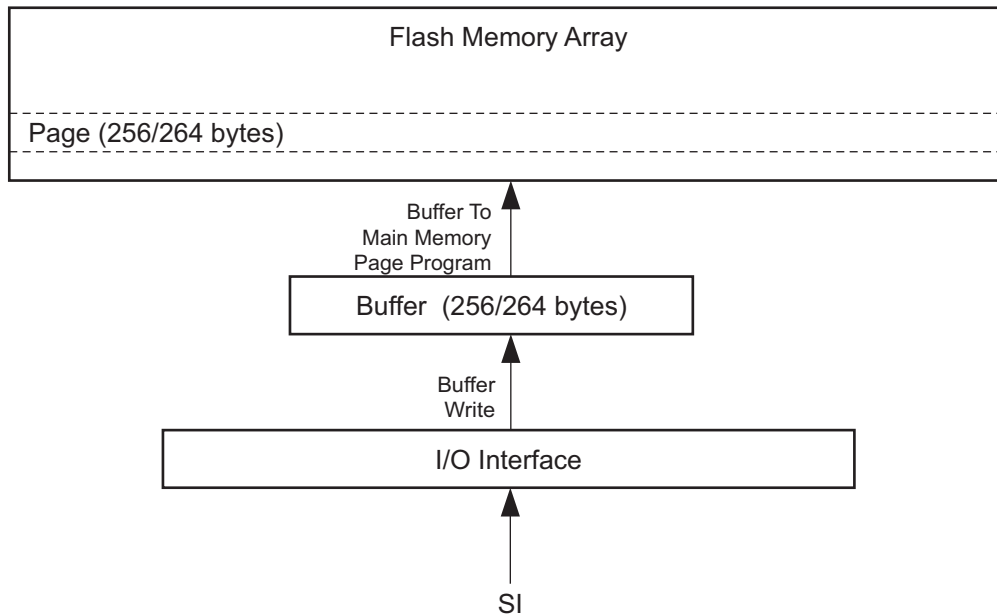 Flash Memory Array
Page (256/264 bytes)
Buffer To
Main Memory
Page Program
Buffer (256/264 bytes)
Buffer
Write
I/O Interface
SI